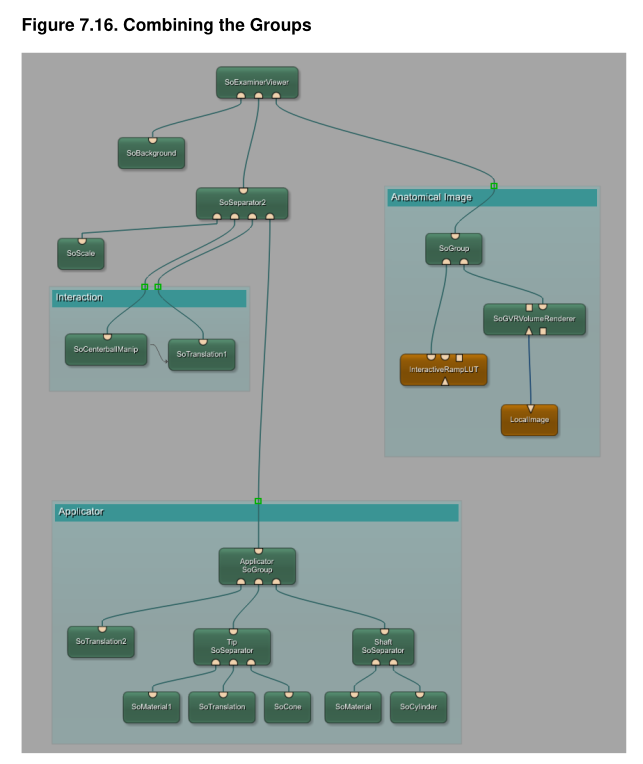 Figure 7.16. Combining the Groups
SoExaminerViewer
SoBackground
SoSeparator2
Anatomical Image
SoGroup
SoScale
Interaction
SoCenterballManip
SoTranslation1
SoGVRVolumeRenderer
InteractiveRampLUT
LocalImage
Applicator
Applicator
SoGroup
SoTranslation2
Tip
SoSeparator
Shaft
SoSeparator
SoMaterial1
SoTranslation
SoCone
SoMaterial
SoCylinder